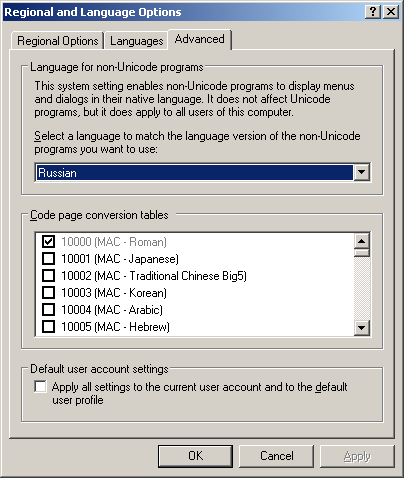 Regional and Language Options
Regional Options
Languages
Advanced
Language for non-Unicode programs
This system setting enables non-Unicode programs to display menus
and dialogs in their native language. It does not affect Unicode
programs, but it does apply to all users of this computer.
Select a language to match the language version of the non-Unicode
programs you want to use:
Russian
Code page conversion tables
10000 (MAC - Roman)
10001 (MAC - Japanese)
10002 (MAC - Traditional Chinese Big5)
10003 (MAC - Korean)
10004 (MAC - Arabic)
10005 (MAC - Hebrew)
Default user account settings
Apply all settings to the current user account and to the default
user profile
OK
Cancel
Apply